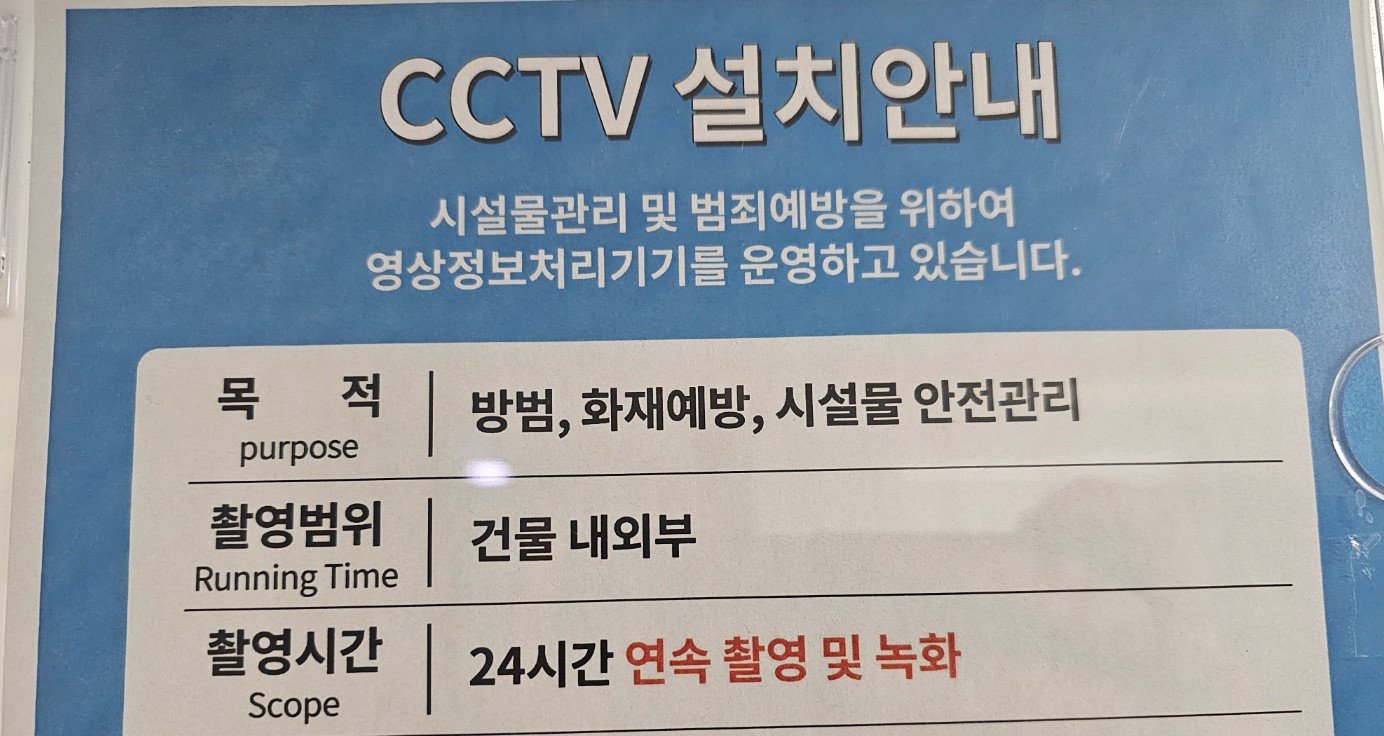 CCTV 설치안내
시설물관리 및 범죄예방을 위하여
영상정보처리기기를 운영하고 있습니다.
목 적
purpose
방범, 화재예방, 시설물 안전관리
촬영범위
Running Time
건물 내외부
촬영시간
Scope
24시간 연속 촬영 및 녹화